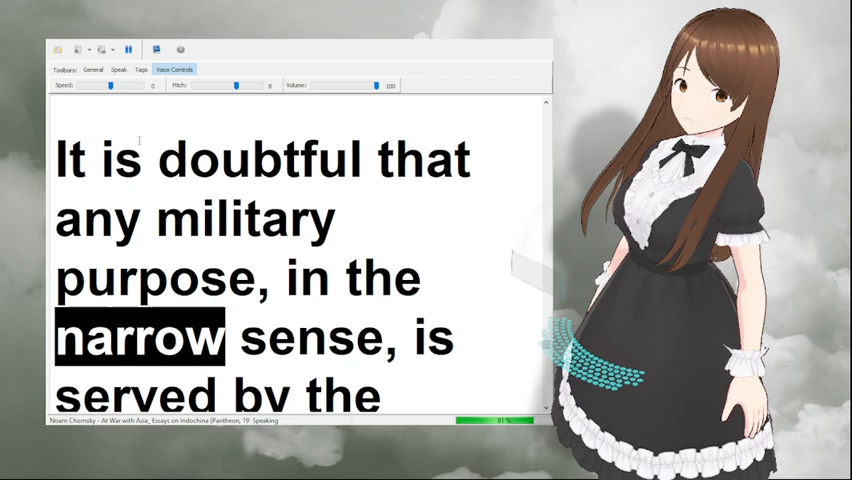 Toolbars: General Speak Tags Voice Controls
Speed: 0 Pitch: 8 Volume: 100
It is doubtful that
any military
purpose, in the
narrow sense, is
served by the
Noam Chomsky - At War with Asia_ Essays on Indochina (Pantheon, 19 Speaking 81 %